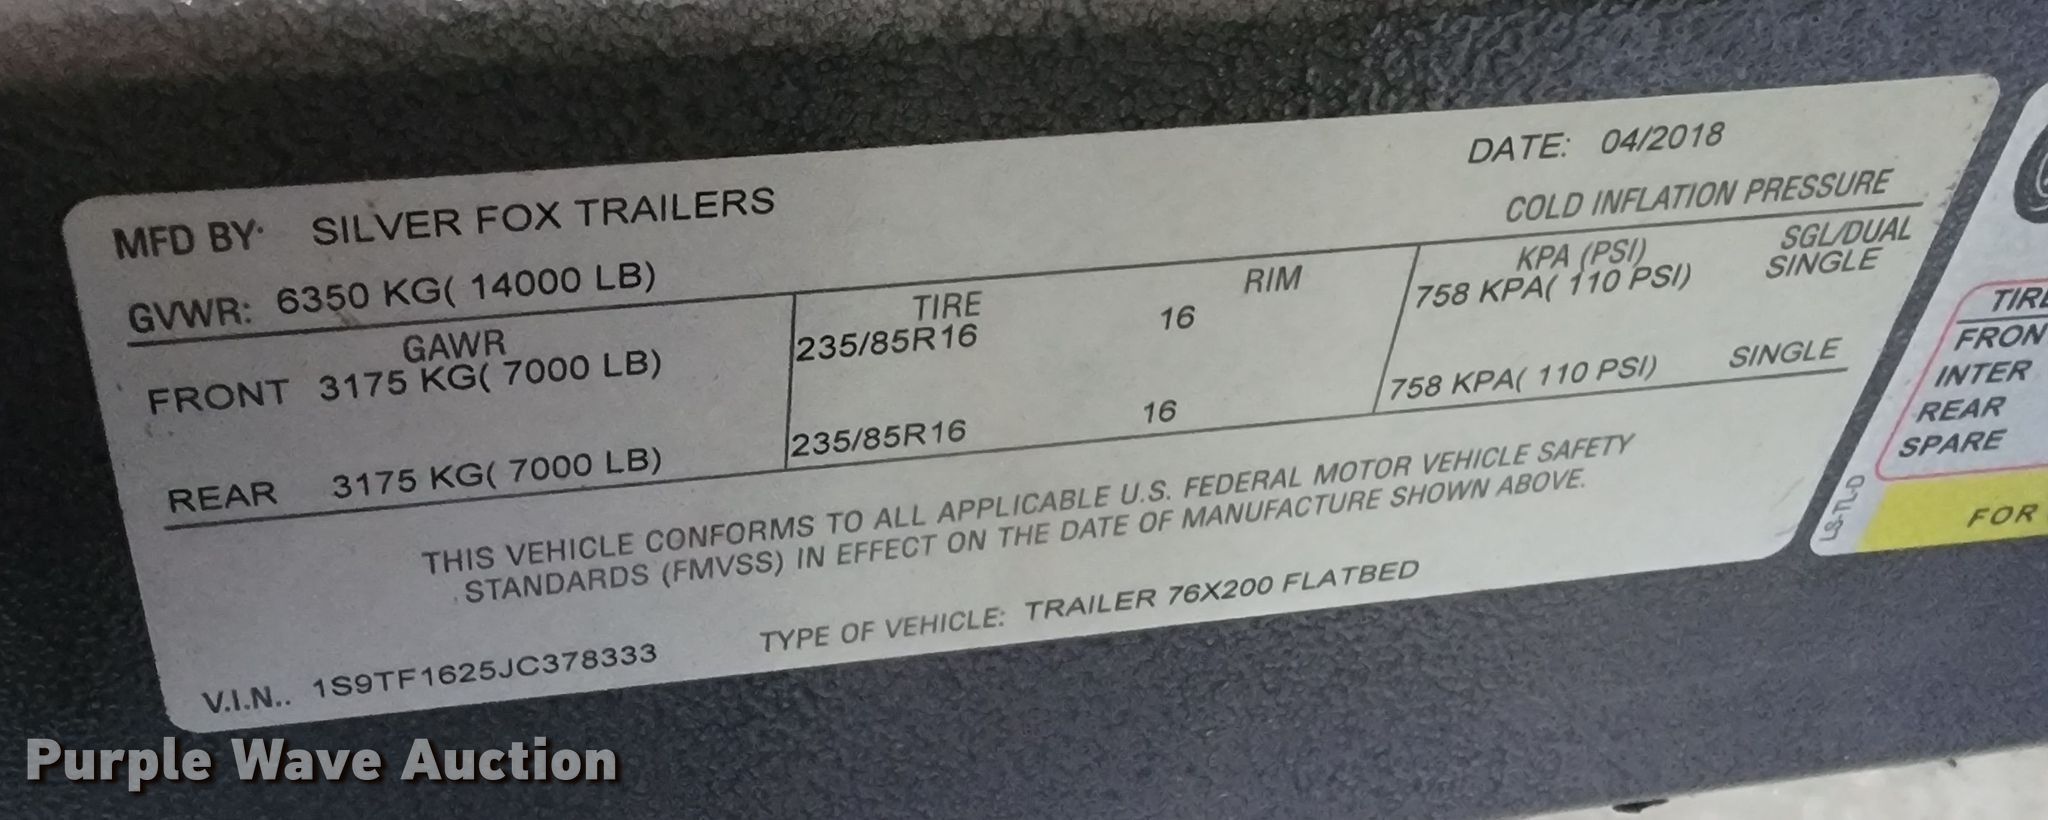 MFD BY: SILVER FOX TRAILERS
DATE: 04/2018
GVWR: 6350 KG( 14000 LB)
COLD INFLATION PRESSURE
GAWR TIRE RIM KPA (PSI) SGL/DUAL
FRONT 3175 KG( 7000 LB) 235/85R16 16 758 KPA( 110 PSI) SINGLE
REAR 3175 KG( 7000 LB) 235/85R16 16 758 KPA( 110 PSI) SINGLE
THIS VEHICLE CONFORMS TO ALL APPLICABLE U.S. FEDERAL MOTOR VEHICLE SAFETY
STANDARDS (FMVSS) IN EFFECT ON THE DATE OF MANUFACTURE SHOWN ABOVE.
V.I.N.. 1S9TF1625JC378333 TYPE OF VEHICLE: TRAILER 76X200 FLATBED
LS-TL-D
TIRE
FRON
INTER
REAR
SPARE
FOR
Purple Wave Auction